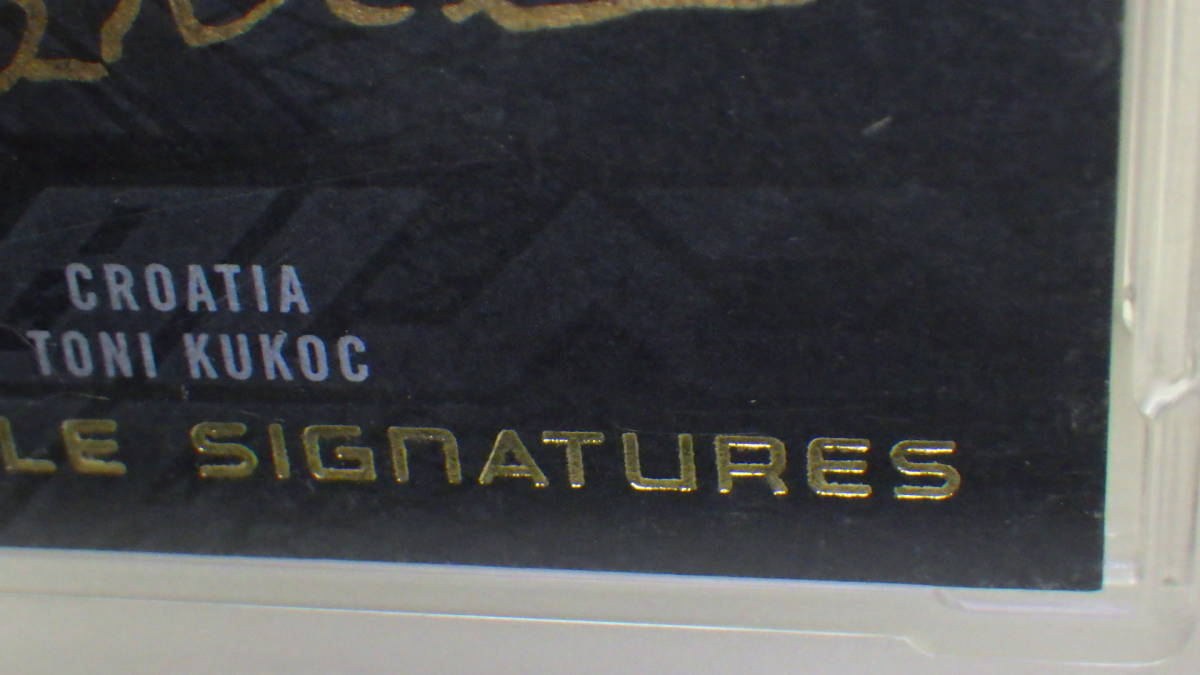 CROATIA
TONI KUKOC
LE SIGNATURES